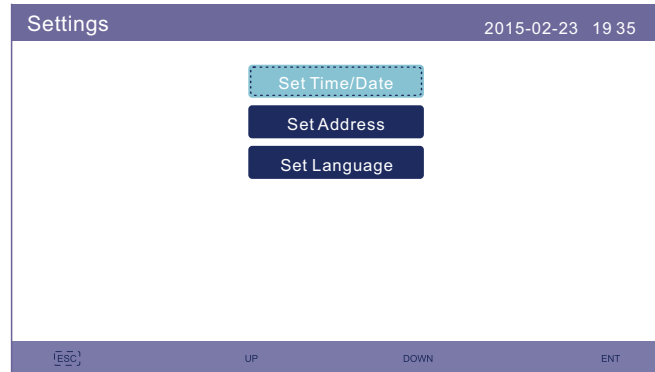 Settings 2015-02-23 19 35
Set Time/Date
Set Address
Set Language
ESC UP DOWN ENT